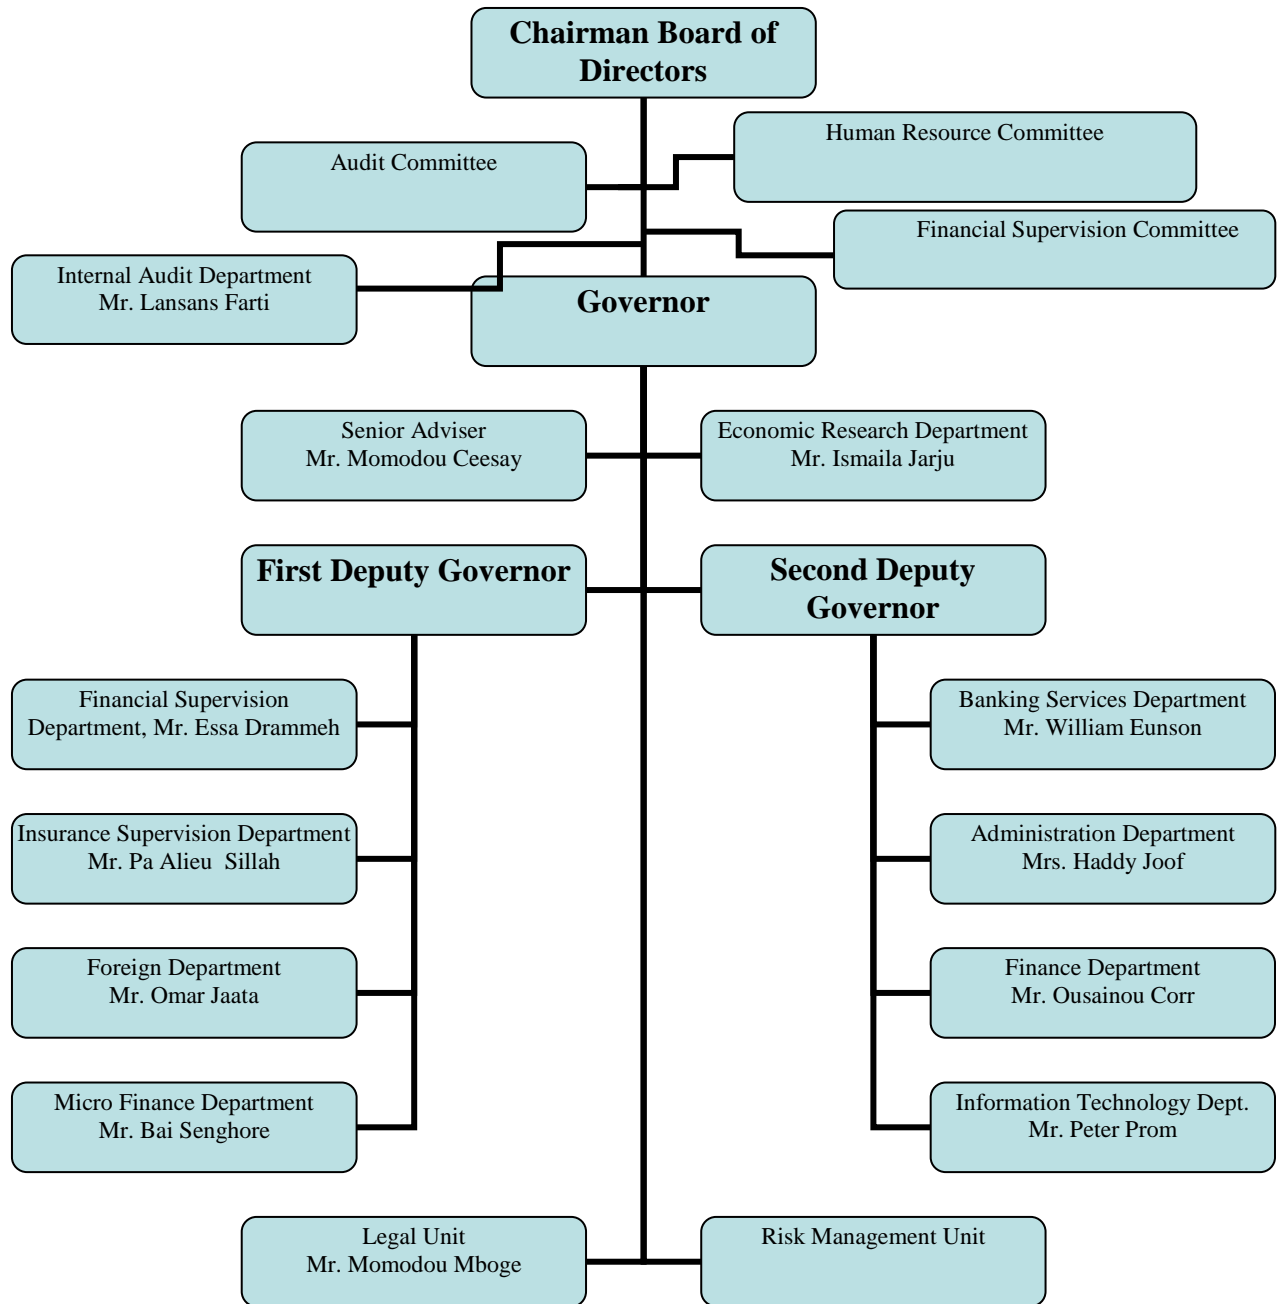 Chairman Board of
Directors
Audit Committee
Human Resource Committee
Financial Supervision Committee
Internal Audit Department
Mr. Lansans Farti
Governor
Senior Adviser
Mr. Momodou Ceesay
Economic Research Department
Mr. Ismaila Jarju
First Deputy Governor
Second Deputy
Governor
Financial Supervision
Department, Mr. Essa Drammeh
Banking Services Department
Mr. William Eunson
Insurance Supervision Department
Mr. Pa Alieu  Sillah
Administration Department
Mrs. Haddy Joof
Foreign Department
Mr. Omar Jaata
Finance Department
Mr. Ousainou Corr
Micro Finance Department
Mr. Bai Senghore
Information Technology Dept.
Mr. Peter Prom
Legal Unit
Mr. Momodou Mboge
Risk Management Unit